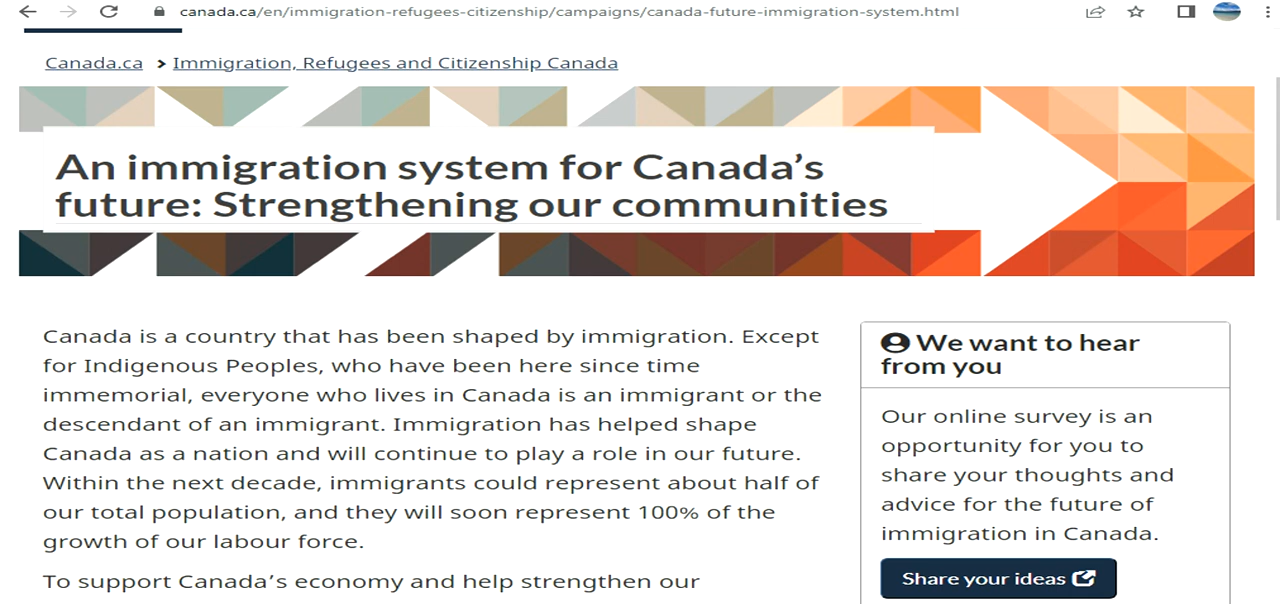 canada.ca/en/immigration-refugees-citizenship/campaigns/canada-future-immigration-system.html
Canada.ca > Immigration, Refugees and Citizenship Canada
An immigration system for Canada’s
future: Strengthening our communities
Canada is a country that has been shaped by immigration. Except
for Indigenous Peoples, who have been here since time
immemorial, everyone who lives in Canada is an immigrant or the
descendant of an immigrant. Immigration has helped shape
Canada as a nation and will continue to play a role in our future.
Within the next decade, immigrants could represent about half of
our total population, and they will soon represent 100% of the
growth of our labour force.
To support Canada’s economy and help strengthen our
We want to hear
from you
Our online survey is an
opportunity for you to
share your thoughts and
advice for the future of
immigration in Canada.
Share your ideas